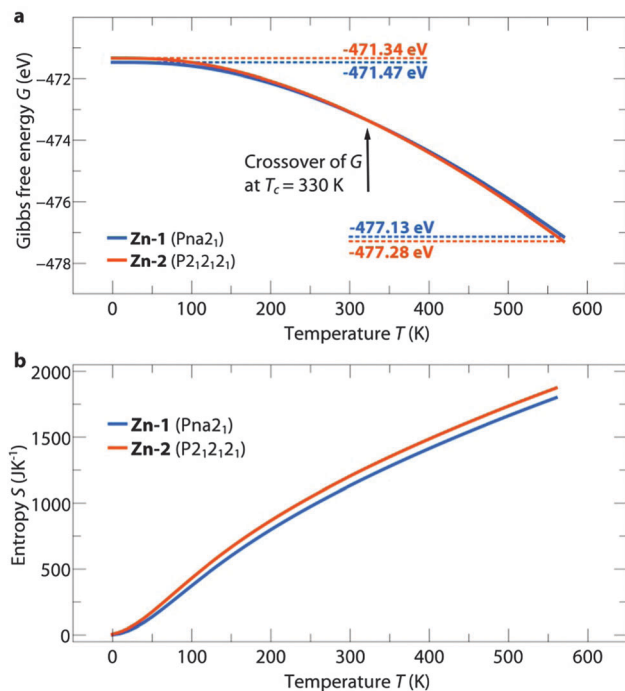 a
-471.34 eV
-471.47 eV
Gibbs free energy G (eV)
−472
−474
−476
−478
Crossover of G
at Tc = 330 K
-477.13 eV
-477.28 eV
Zn-1 (Pna2₁)
Zn-2 (P2₁2₁2₁)
0 100 200 300 400 500 600
Temperature T (K)
b
Entropy S (JK⁻¹)
2000
1500
1000
500
0
Zn-1 (Pna2₁)
Zn-2 (P2₁2₁2₁)
0 100 200 300 400 500 600
Temperature T (K)